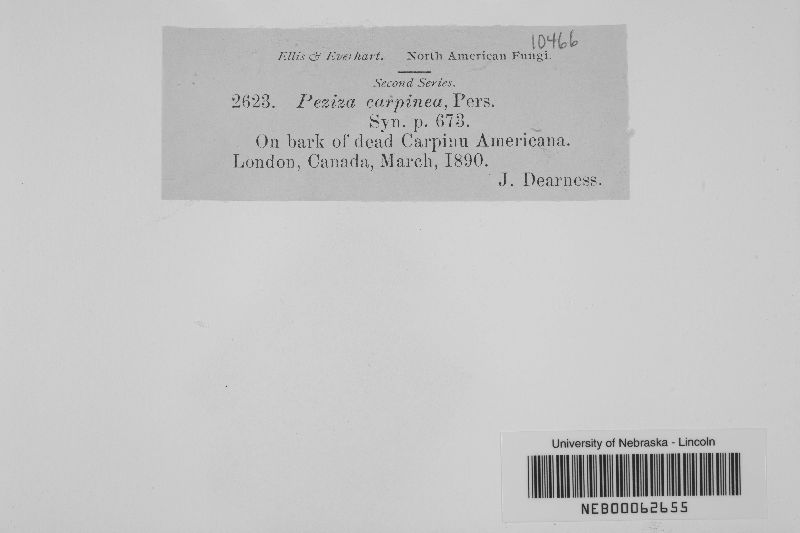 10466
Ellis & Everhart. North American Fungi.
Second Series.
2623. Peziza carpinea, Pers.
Syn. p. 673.
On bark of dead Carpinu Americana.
London, Canada, March, 1890.
J. Dearness.
University of Nebraska - Lincoln
NEB00062655